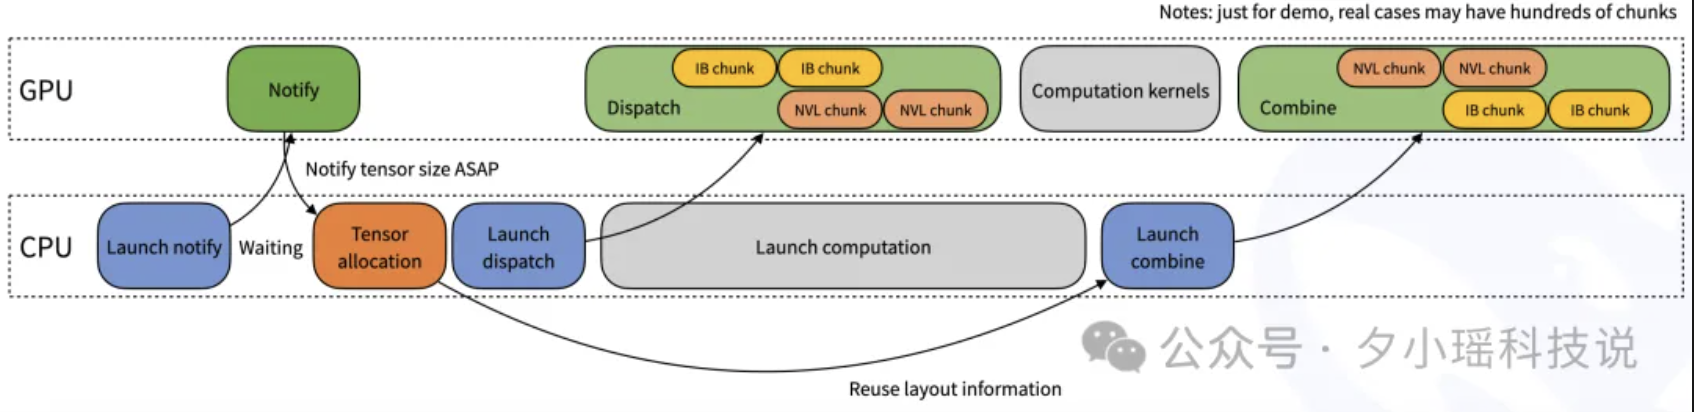 Notes: just for demo, real cases may have hundreds of chunks
GPU
Notify
Dispatch
IB chunk
IB chunk
NVL chunk
NVL chunk
Computation kernels
Combine
NVL chunk
NVL chunk
IB chunk
IB chunk
Notify tensor size ASAP
CPU
Launch notify
Waiting
Tensor
allocation
Launch
dispatch
Launch computation
Launch
combine
Reuse layout information
公众号 · 夕小瑶科技说